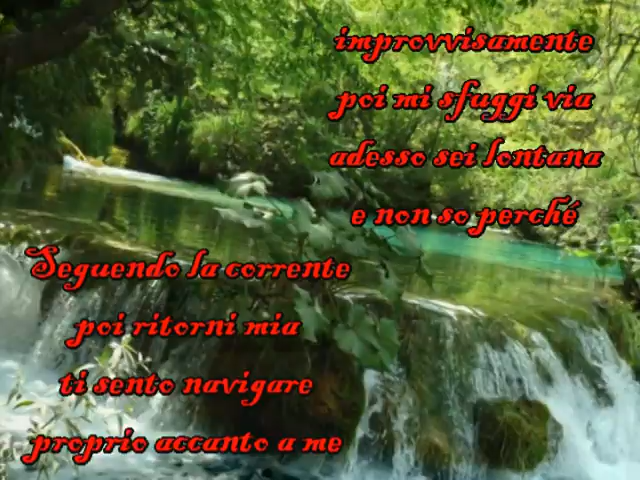 improvvisamente
poi mi sfuggi via
adesso sei lontana
e non so perché
Seguendo la corrente
poi ritorni mia
ti sento navigare
proprio accanto a me